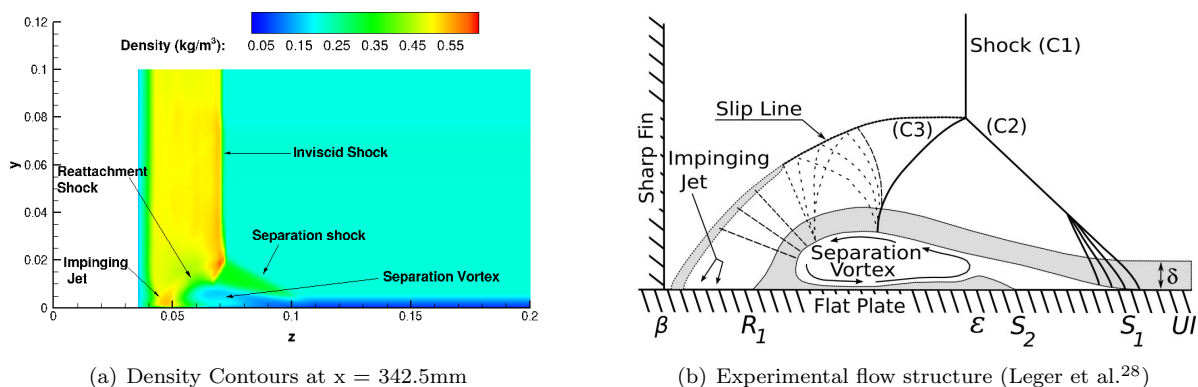 0.12
0.1
0.08
0.06
0.04
0.02
0
y
Density (kg/m³):
0.05 0.15 0.25 0.35 0.45 0.55
Inviscid Shock
Reattachment
Shock
Separation shock
Impinging
Jet
Separation Vortex
0 0.05 0.1 0.15 0.2
z
(a) Density Contours at x = 342.5mm
Sharp Fin
Shock (C1)
Slip Line
(C3)
(C2)
Impinging
Jet
Separation
Vortex
δ
Flat Plate
β R₁ ε S₂ S₁ UI
(b) Experimental flow structure (Leger et al.²⁸)